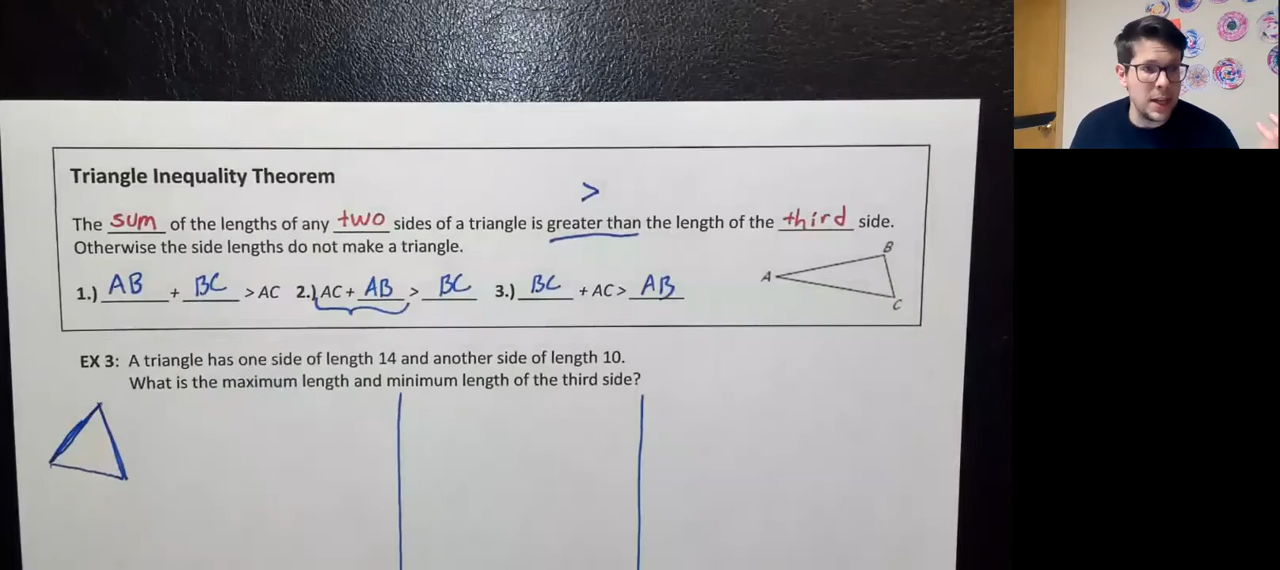 Triangle Inequality Theorem
>
The sum of the lengths of any two sides of a triangle is greater than the length of the third side.
Otherwise the side lengths do not make a triangle.
1.) AB + BC > AC 2.) AC + AB > BC 3.) BC + AC > AB
B
A
C
EX 3: A triangle has one side of length 14 and another side of length 10.
What is the maximum length and minimum length of the third side?